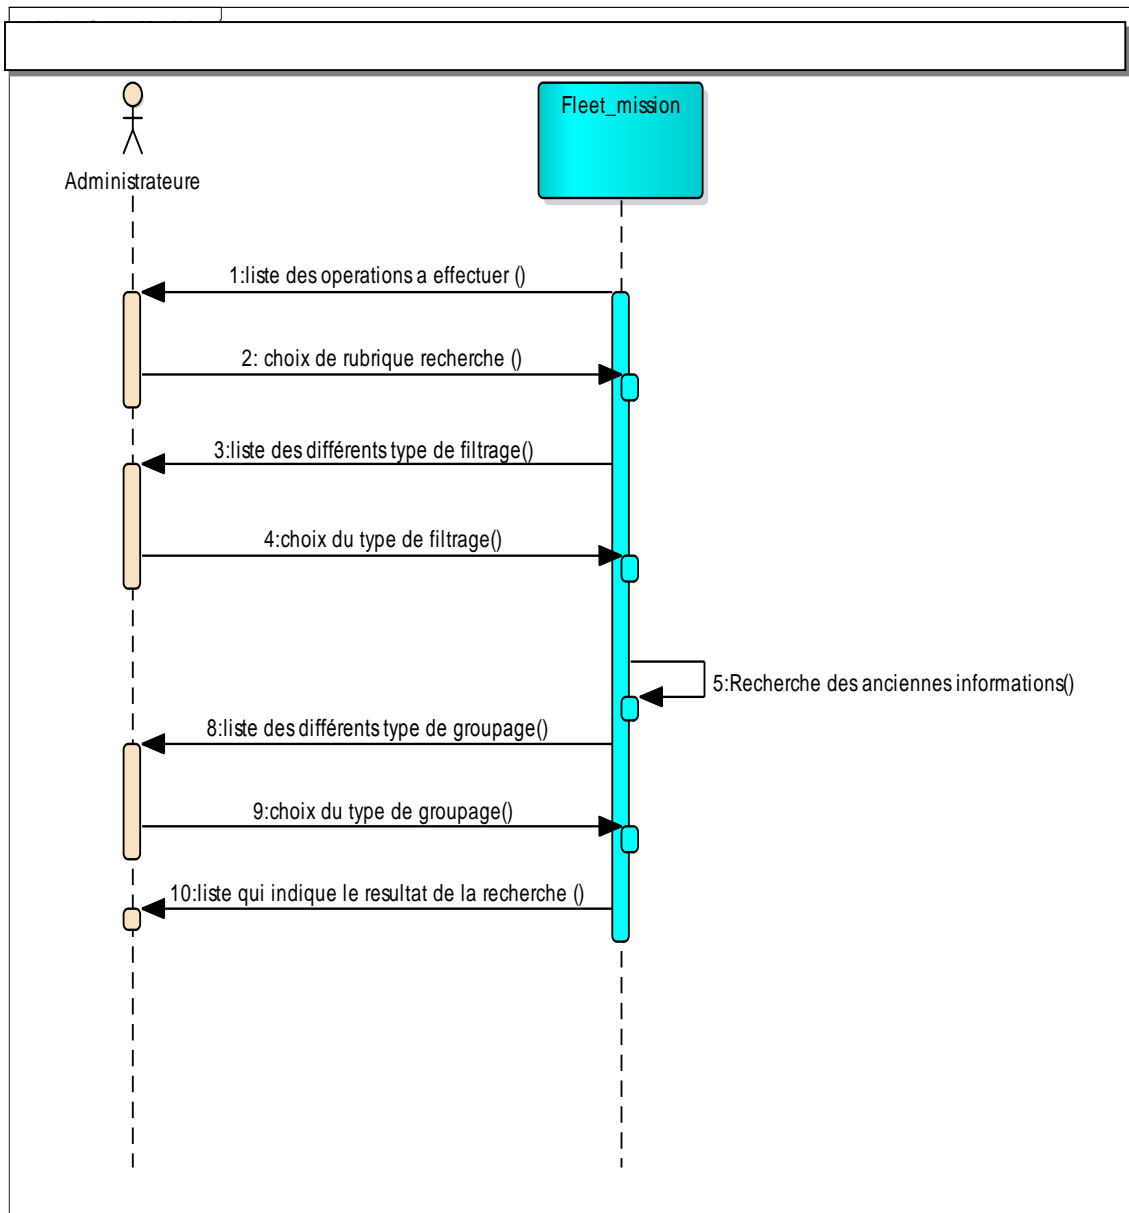 Fleet_mission
Administrateure
1:liste des operations a effectuer ()
2: choix de rubrique recherche ()
3:liste des différents type de filtrage()
4:choix du type de filtrage()
5:Recherche des anciennes informations()
8:liste des différents type de groupage()
9:choix du type de groupage()
10:liste qui indique le resultat de la recherche ()